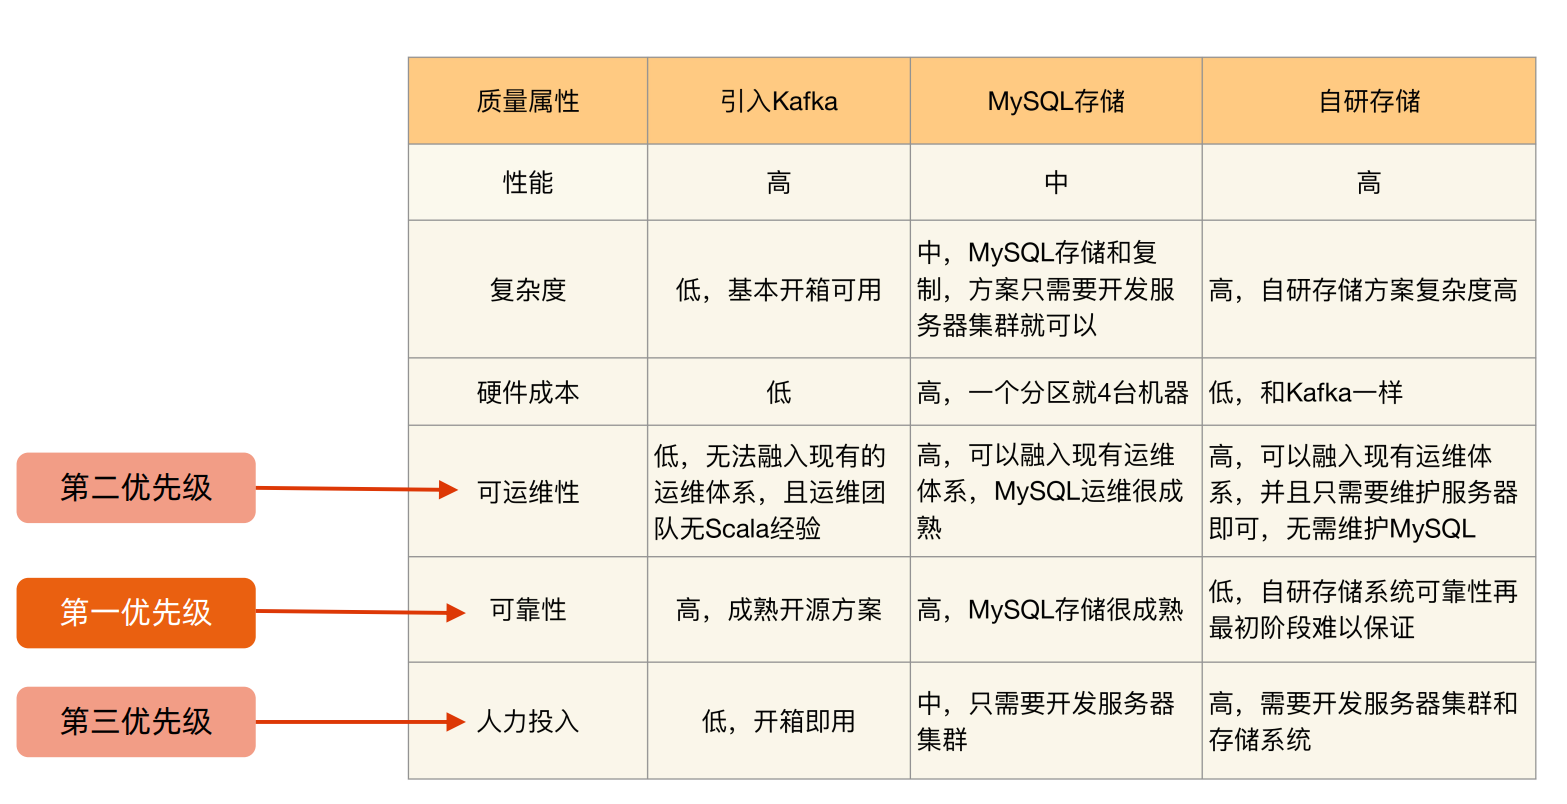 质量属性
引入Kafka
MySQL存储
自研存储
性能
高
中
高
复杂度
低，基本开箱可用
中，MySQL存储和复
制，方案只需要开发服
务器集群就可以
高，自研存储方案复杂度高
硬件成本
低
高，一个分区就4台机器
低，和Kafka一样
第二优先级
可运维性
低，无法融入现有的
运维体系，且运维团
队无Scala经验
高，可以融入现有运维
体系，MySQL运维很成
熟
高，可以融入现有运维体
系，并且只需要维护服务器
即可，无需维护MySQL
第一优先级
可靠性
高，成熟开源方案
高，MySQL存储很成熟
低，自研存储系统可靠性再
最初阶段难以保证
第三优先级
人力投入
低，开箱即用
中，只需要开发服务器
集群
高，需要开发服务器集群和
存储系统